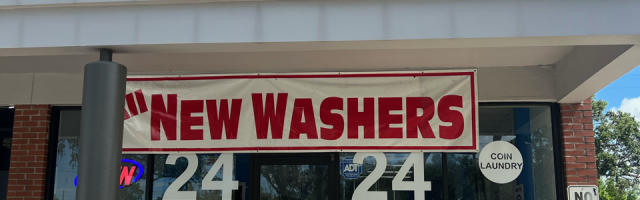 "NEW WASHERS
24 24
ADT
COIN
LAUNDRY
NO